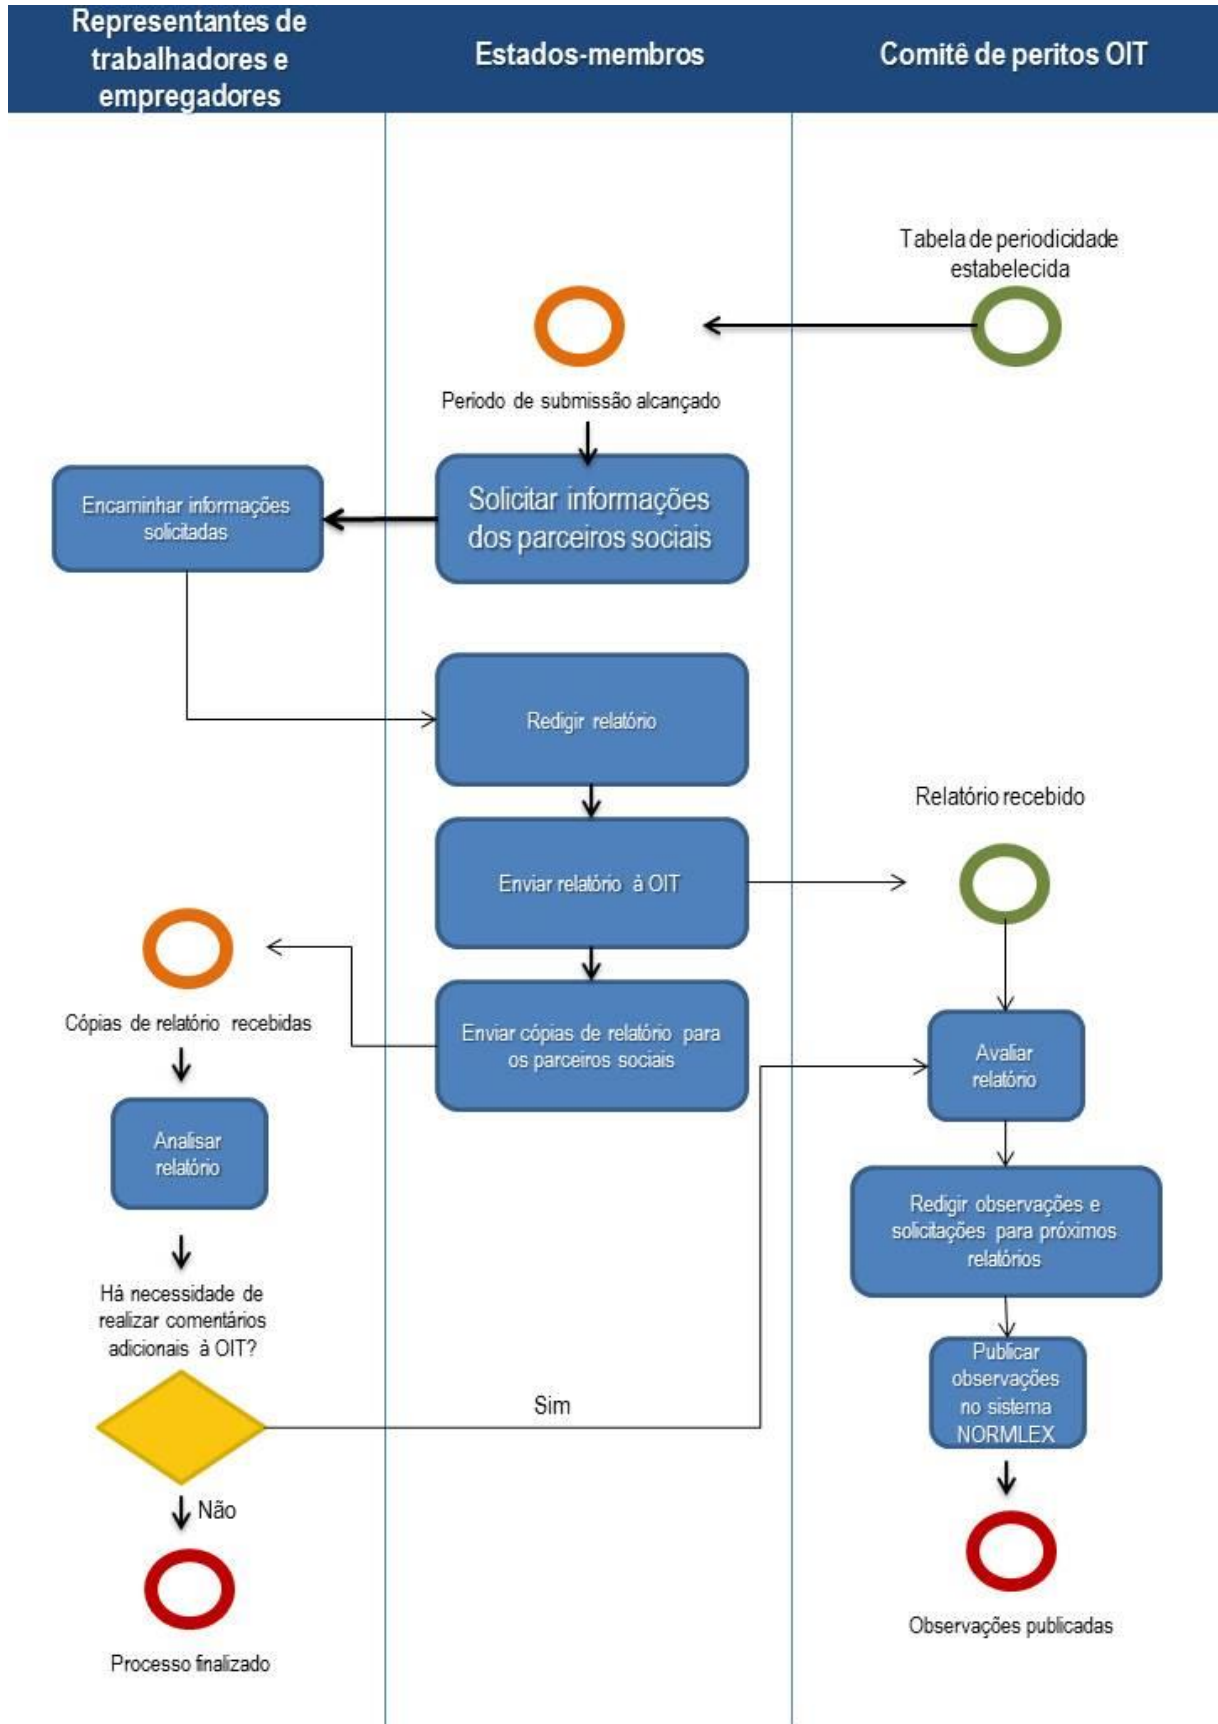 Representantes de
trabalhadores e
empregadores
Estados-membros
Comitê de peritos OIT
Tabela de periodicidade
estabelecida
Periodo de submissão alcançado
Solicitar informações
dos parceiros sociais
Encaminhar informações
solicitadas
Redigir relatório
Relatório recebido
Enviar relatório à OIT
Cópias de relatório recebidas
Enviar cópias de relatório para
os parceiros sociais
Avaliar
relatório
Analisar
relatório
Redigir observações e
solicitações para próximos
relatórios
Há necessidade de
realizar comentários
adicionais à OIT?
Publicar
observações
no sistema
NORMLEX
Sim
Não
Observações publicadas
Processo finalizado